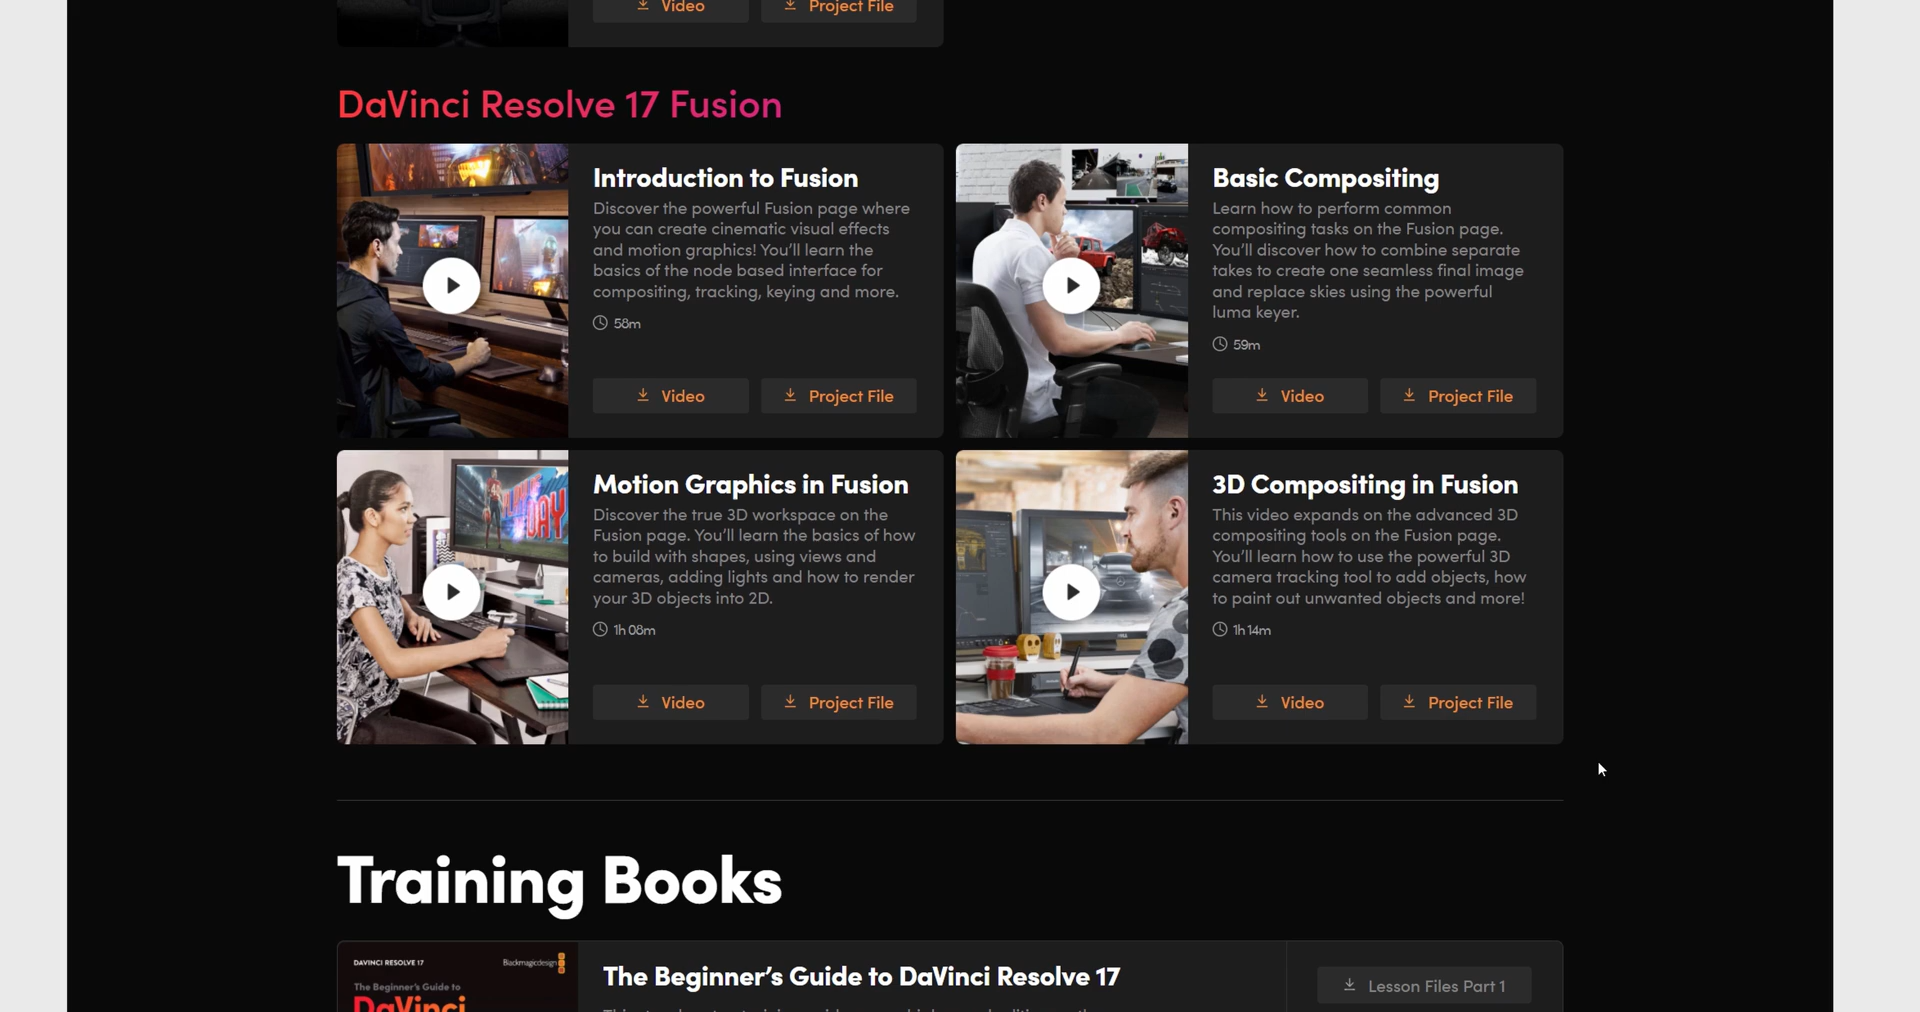 Video Project File
DaVinci Resolve 17 Fusion
Introduction to Fusion
Discover the powerful Fusion page where
you can create cinematic visual effects
and motion graphics! You'll learn the
basics of the node based interface for
compositing, tracking, keying and more.
58m
Video Project File
Basic Compositing
Learn how to perform common
compositing tasks on the Fusion page.
You'll discover how to combine separate
takes to create one seamless final image
and replace skies using the powerful
luma keyer.
59m
Video Project File
Motion Graphics in Fusion
Discover the true 3D workspace on the
Fusion page. You'll learn the basics of how
to build with shapes, using views and
cameras, adding lights and how to render
your 3D objects into 2D.
1h 08m
Video Project File
DAY
3D Compositing in Fusion
This video expands on the advanced 3D
compositing tools on the Fusion page.
You'll learn how to use the powerful 3D
camera tracking tool to add objects, how
to paint out unwanted objects and more!
1h 14m
Video Project File
Training Books
DAVINCI RESOLVE 17 Blackmagicdesign
The Beginner's Guide to
DaVinci
The Beginner's Guide to DaVinci Resolve 17
Lesson Files Part 1